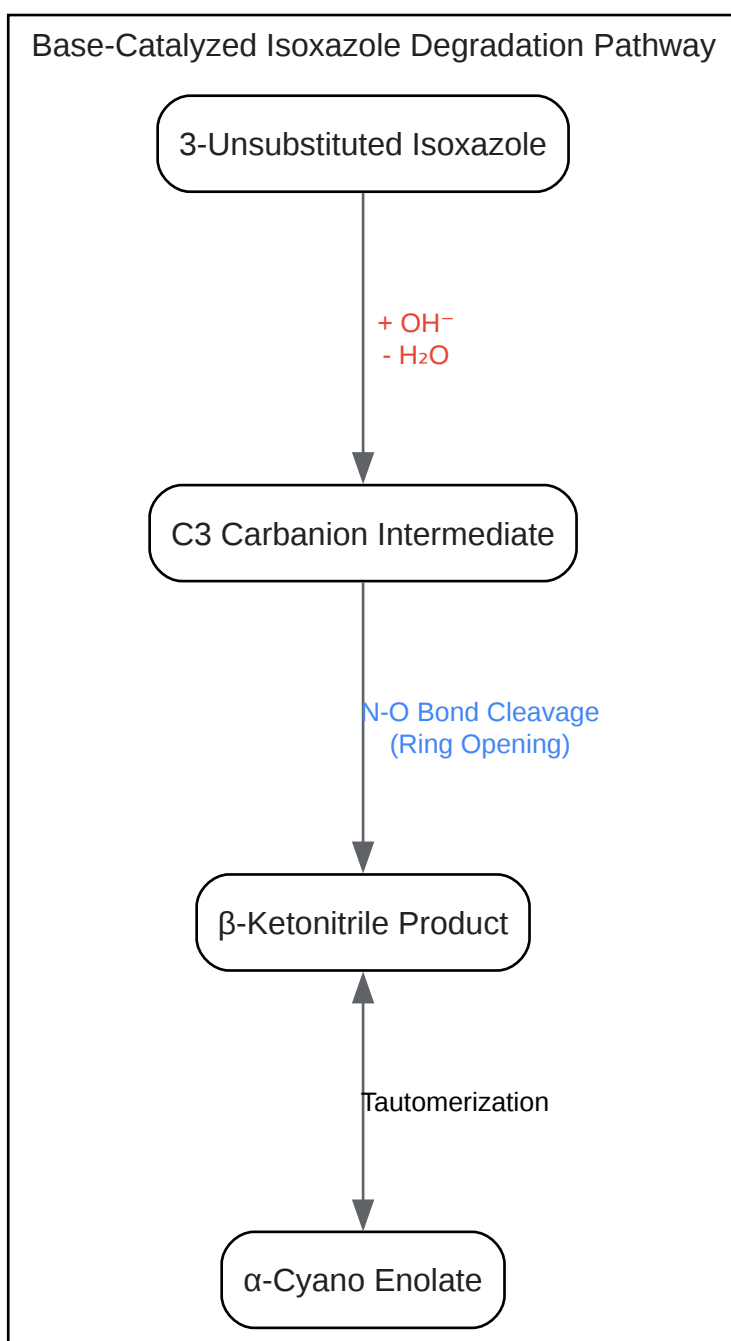 Base-Catalyzed Isoxazole Degradation Pathway
3-Unsubstituted Isoxazole
+ OH⁻
- H₂O
C3 Carbanion Intermediate
N-O Bond Cleavage
(Ring Opening)
β-Ketonitrile Product
Tautomerization
α-Cyano Enolate